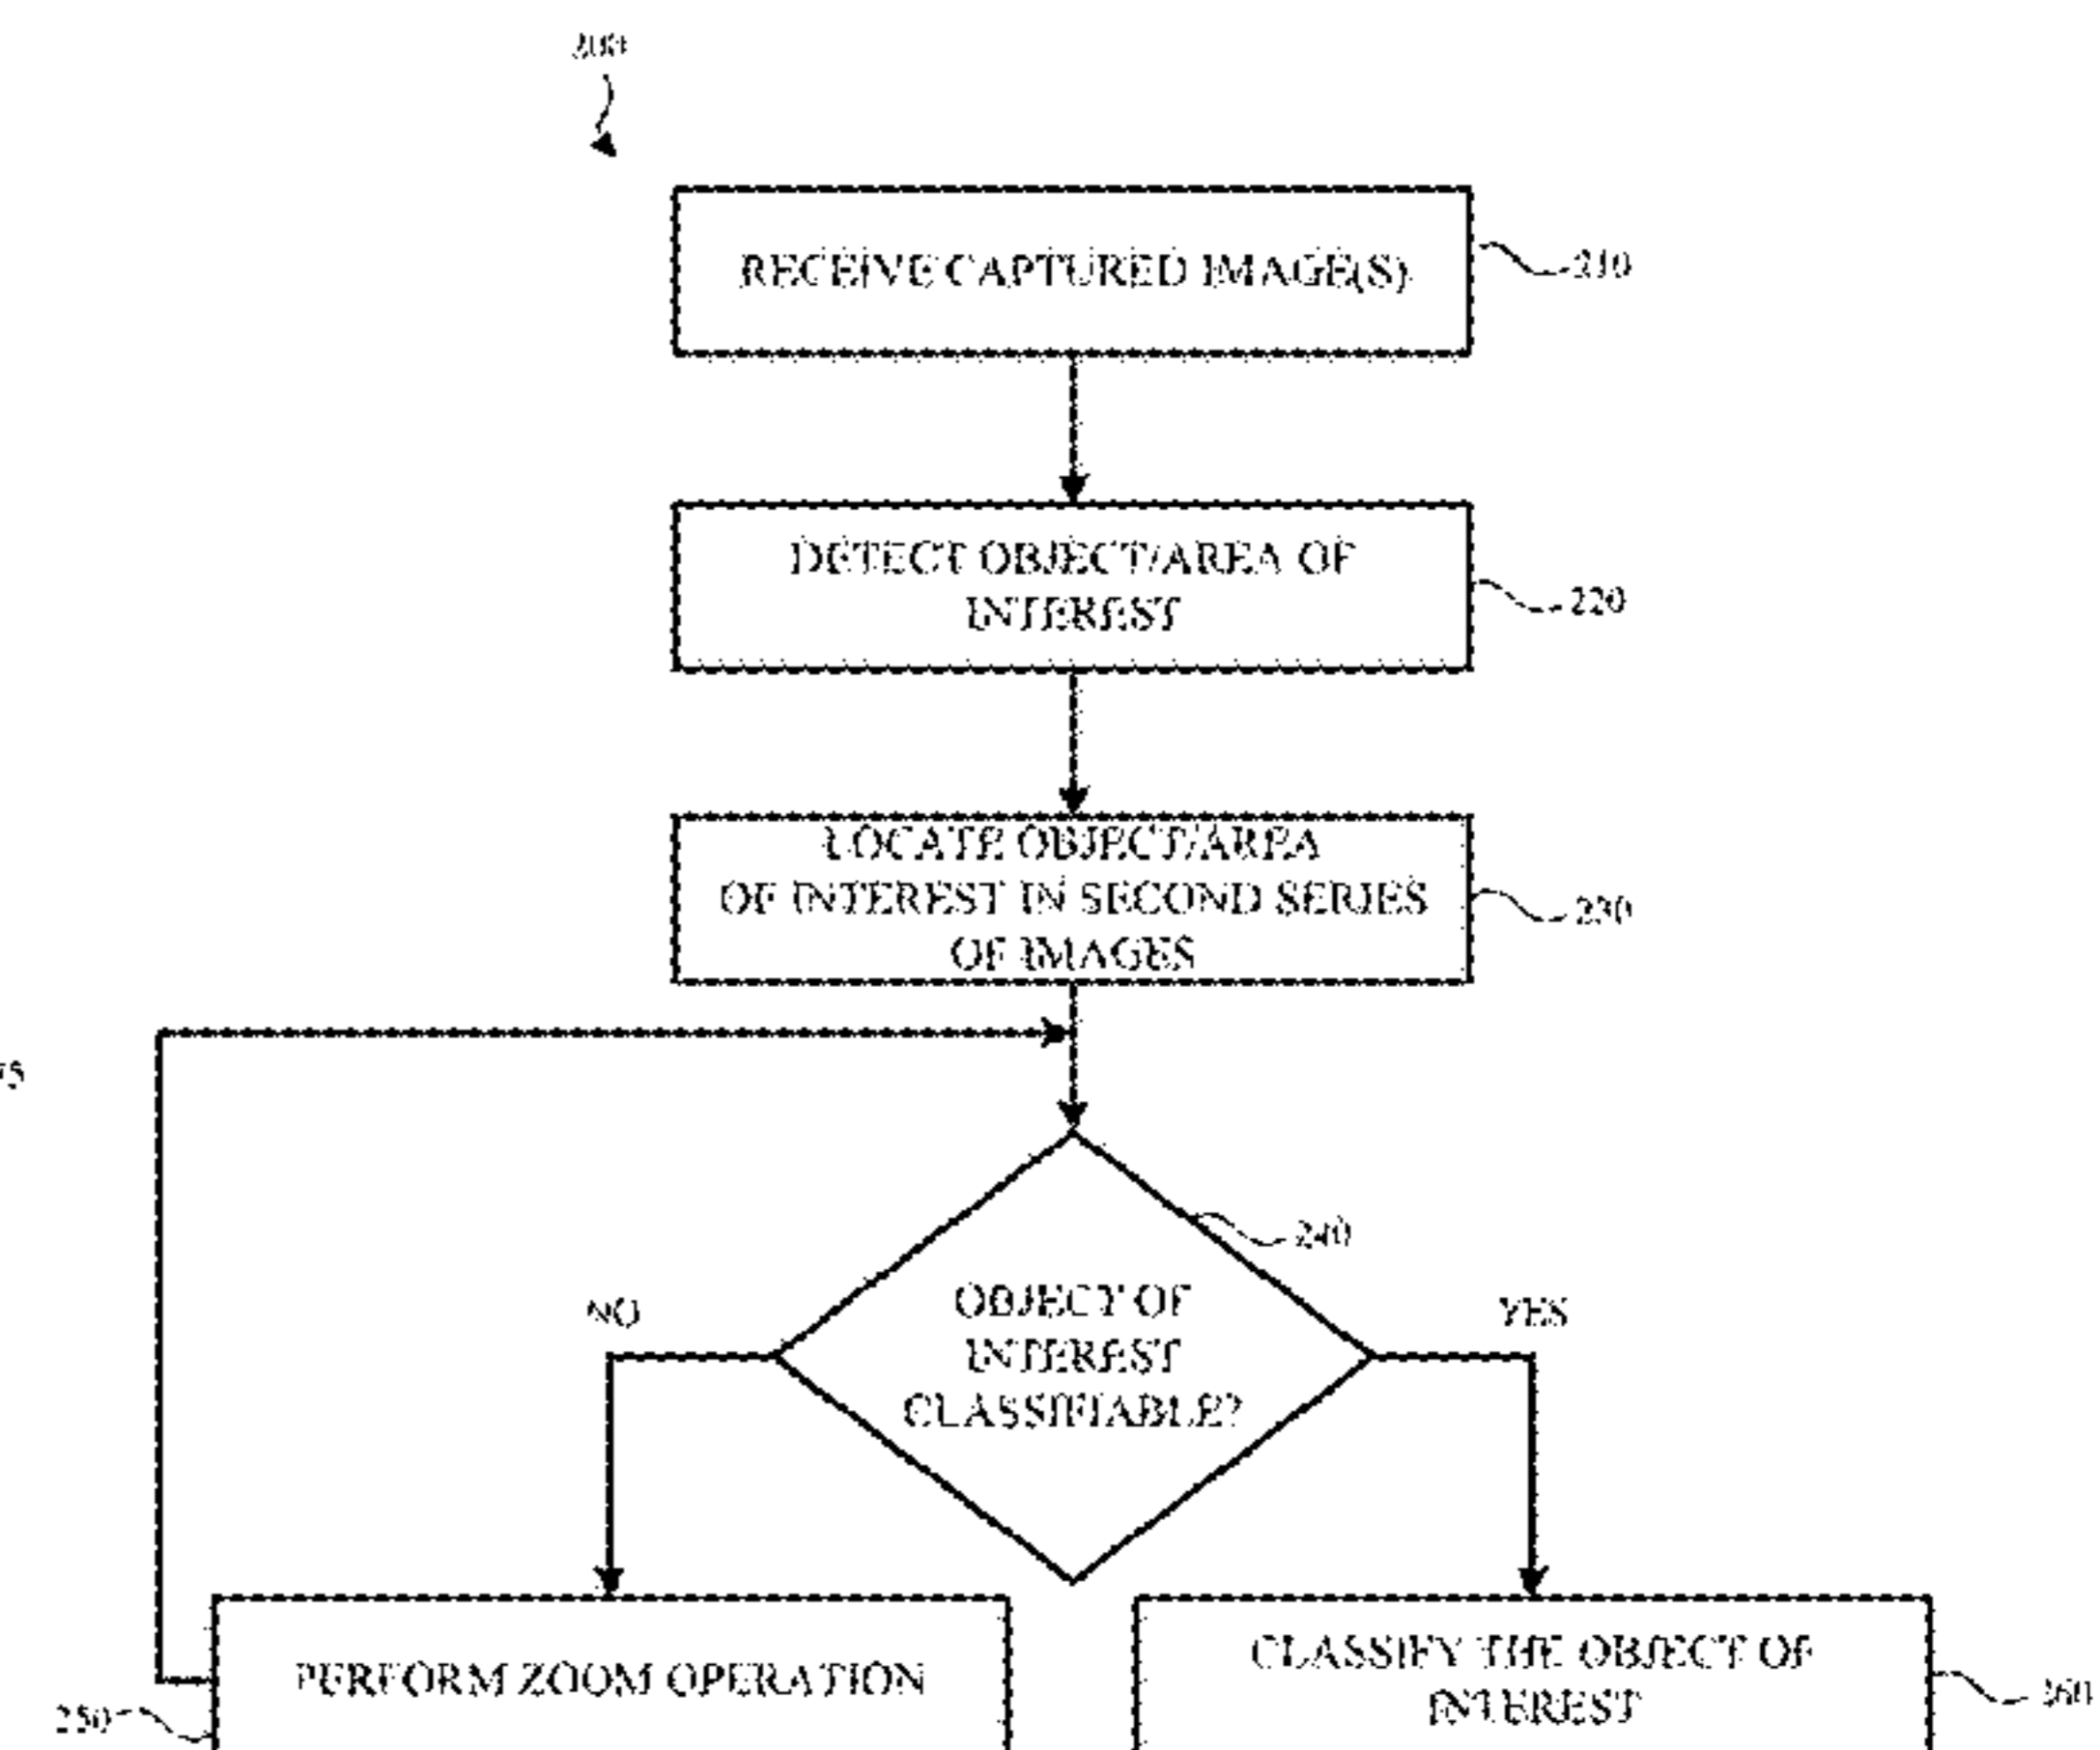 200
RECEIVE CAPTURED IMAGE(S)
210
DETECT OBJECT/AREA OF
INTEREST
220
LOCATE OBJECT/AREA
OF INTEREST IN SECOND SERIES
OF IMAGES
230
240
OBJECT OF
INTEREST
CLASSIFIABLE?
NO
YES
PERFORM ZOOM OPERATION
250
CLASSIFY THE OBJECT OF
INTEREST
260